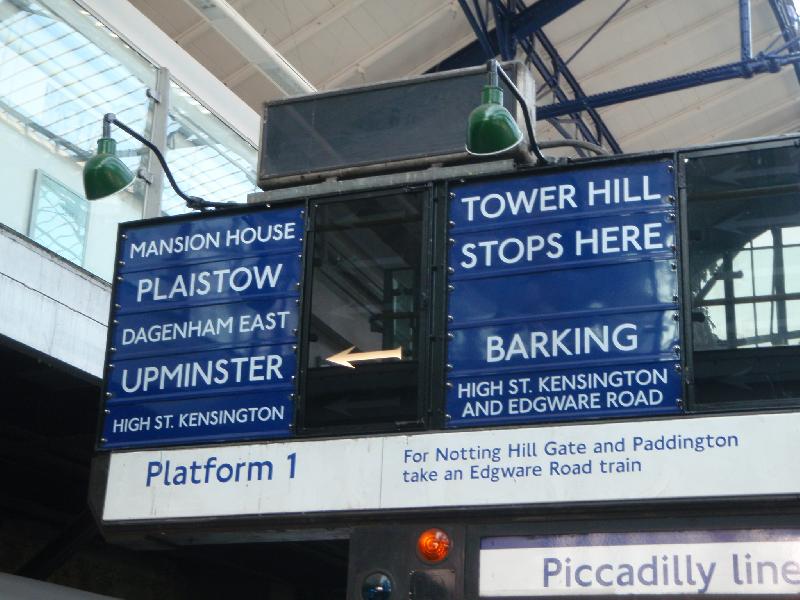 MANSION HOUSE
PLAISTOW
DAGENHAM EAST
UPMINSTER
HIGH ST. KENSINGTON
TOWER HILL
STOPS HERE
BARKING
HIGH ST. KENSINGTON
AND EDGWARE ROAD
Platform 1
For Notting Hill Gate and Paddington
take an Edgware Road train
Piccadilly line